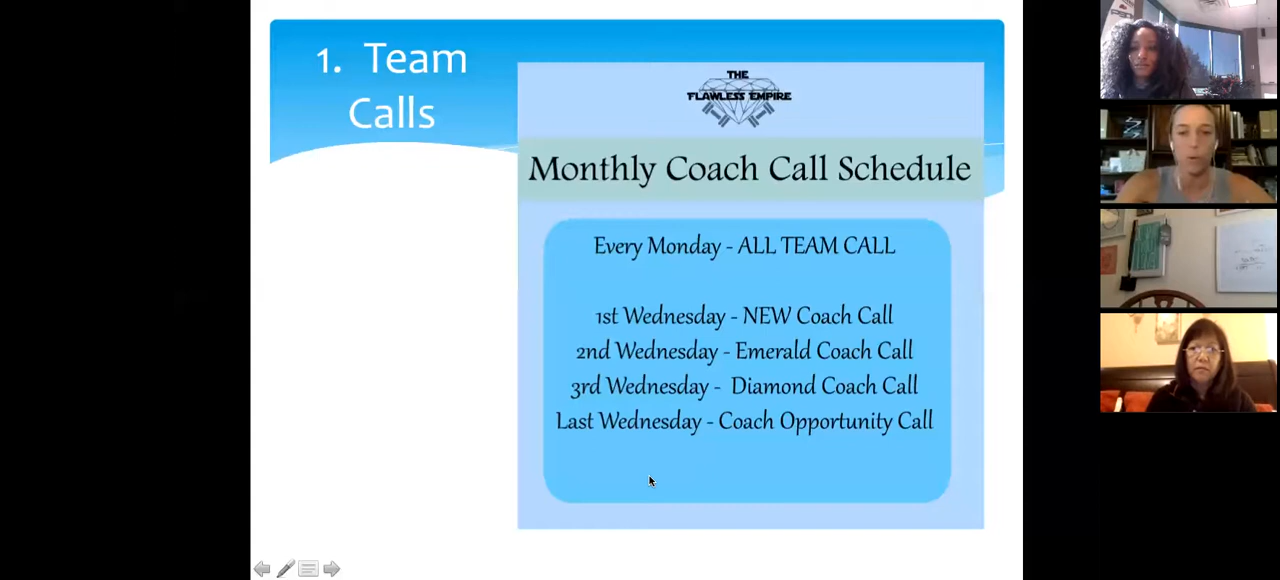 1. Team
Calls
THE
FLAWLESS EMPIRE
Monthly Coach Call Schedule
Every Monday - ALL TEAM CALL
1st Wednesday - NEW Coach Call
2nd Wednesday - Emerald Coach Call
3rd Wednesday - Diamond Coach Call
Last Wednesday - Coach Opportunity Call